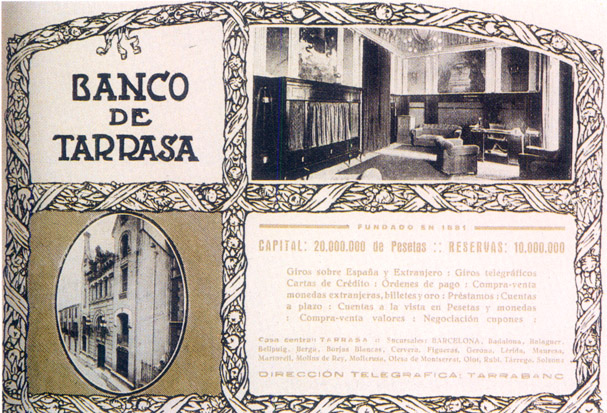 BANCO
DE
TARRASA
FUNDADO EN 1881
CAPITAL: 20.000.000 de Pesetas :: RESERVAS: 10.000.000
Giros sobre España y Extranjero : Giros telegráficos
Cartas de Crédito : Órdenes de pago : Compra-venta
monedas extranjeras, billetes y oro : Préstamos : Cuentas
a plazo : Cuentas a la vista en Pesetas y monedas
: Compra-venta valores : Negociación cupones :
Casa central: TARRASA :: Sucursales: BARCELONA, Badalona, Balaguer,
Bellpuig, Berga, Borjas Blancas, Cervera, Figueras, Gerona, Lérida, Manresa,
Martorell, Molins de Rey, Mollerusa, Olesa de Montserrat, Olot, Rubí, Tárrega, Solsona
DIRECCIÓN TELEGRÁFICA: TARRABANC